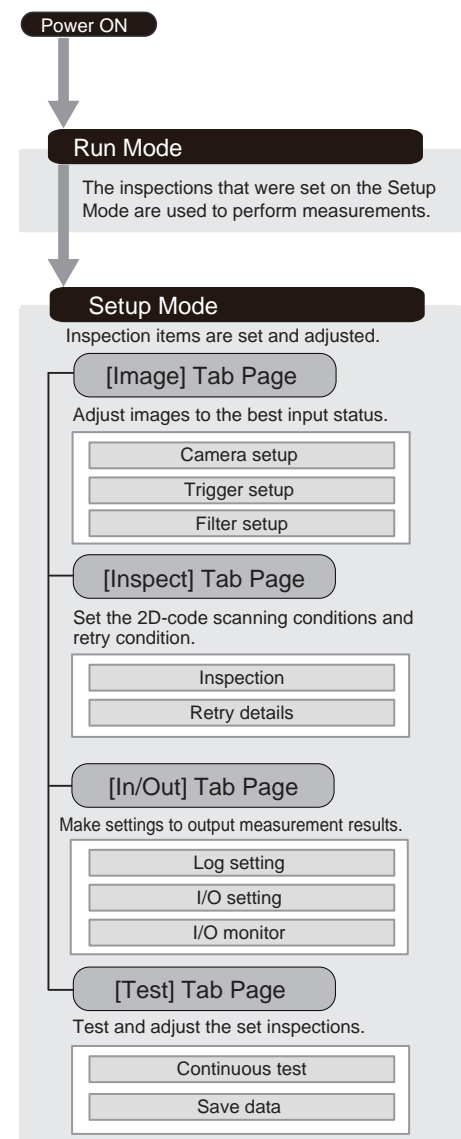 Power ON
Run Mode
The inspections that were set on the Setup
Mode are used to perform measurements.
Setup Mode
Inspection items are set and adjusted.
[Image] Tab Page
Adjust images to the best input status.
Camera setup
Trigger setup
Filter setup
[Inspect] Tab Page
Set the 2D-code scanning conditions and
retry condition.
Inspection
Retry details
[In/Out] Tab Page
Make settings to output measurement results.
Log setting
I/O setting
I/O monitor
[Test] Tab Page
Test and adjust the set inspections.
Continuous test
Save data